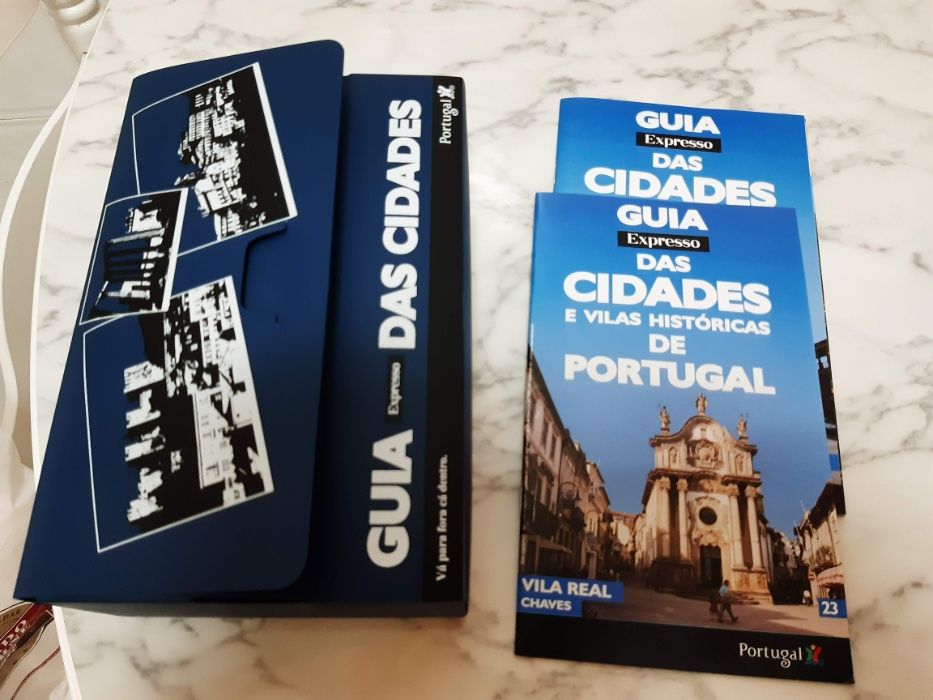 GUIA Expresso DAS CIDADES
Vá para fora cá dentro.
Portugal
GUIA
Expresso
DAS
CIDADES
GUIA
Expresso
DAS
CIDADES
E VILAS HISTÓRICAS
DE
PORTUGAL
VILA REAL
CHAVES
23
Portugal